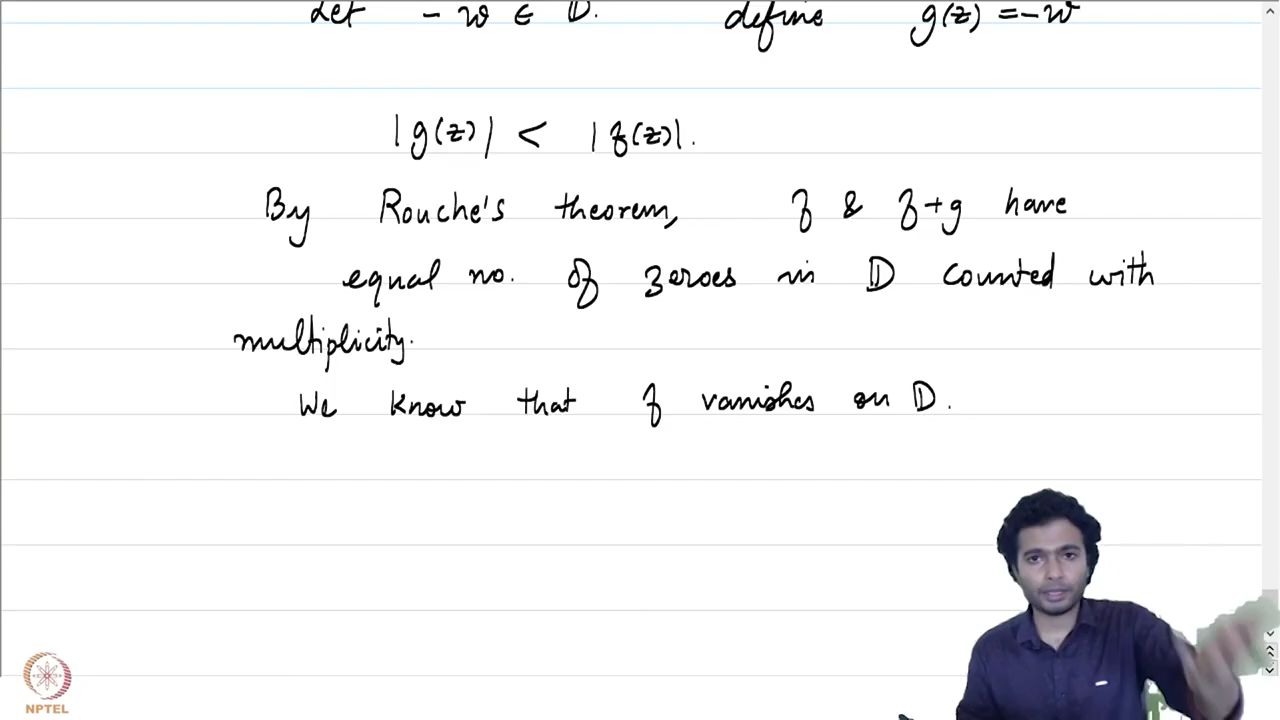 Let - w ∈ D. define g(z) = -w
|g(z)| < |f(z)|.
By Rouche's theorem, f & f+g have
equal no. of zeroes in D counted with
multiplicity.
We know that f vanishes on D.
NPTEL